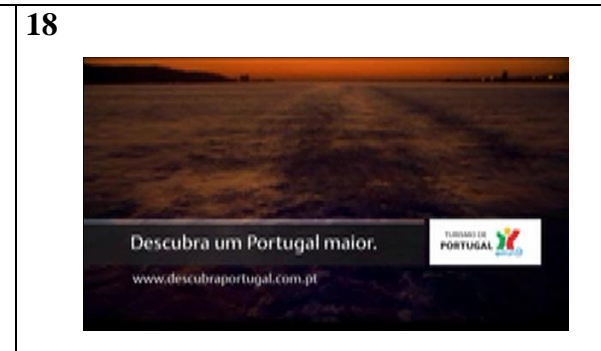 18
Descubra um Portugal maior.
TURISMO DE
PORTUGAL
www.descubraportugal.com.pt